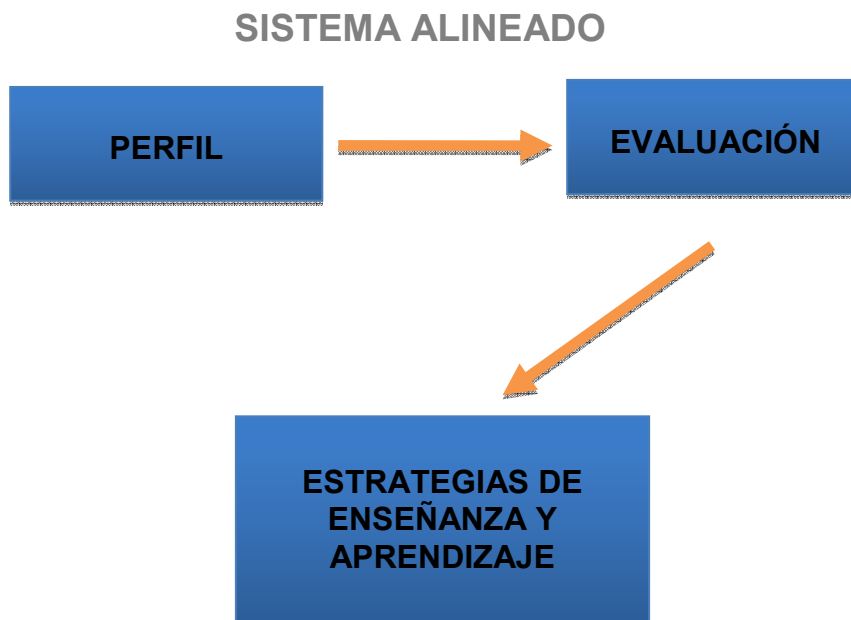 SISTEMA ALINEADO
PERFIL
EVALUACIÓN
ESTRATEGIAS DE
ENSEÑANZA Y
APRENDIZAJE